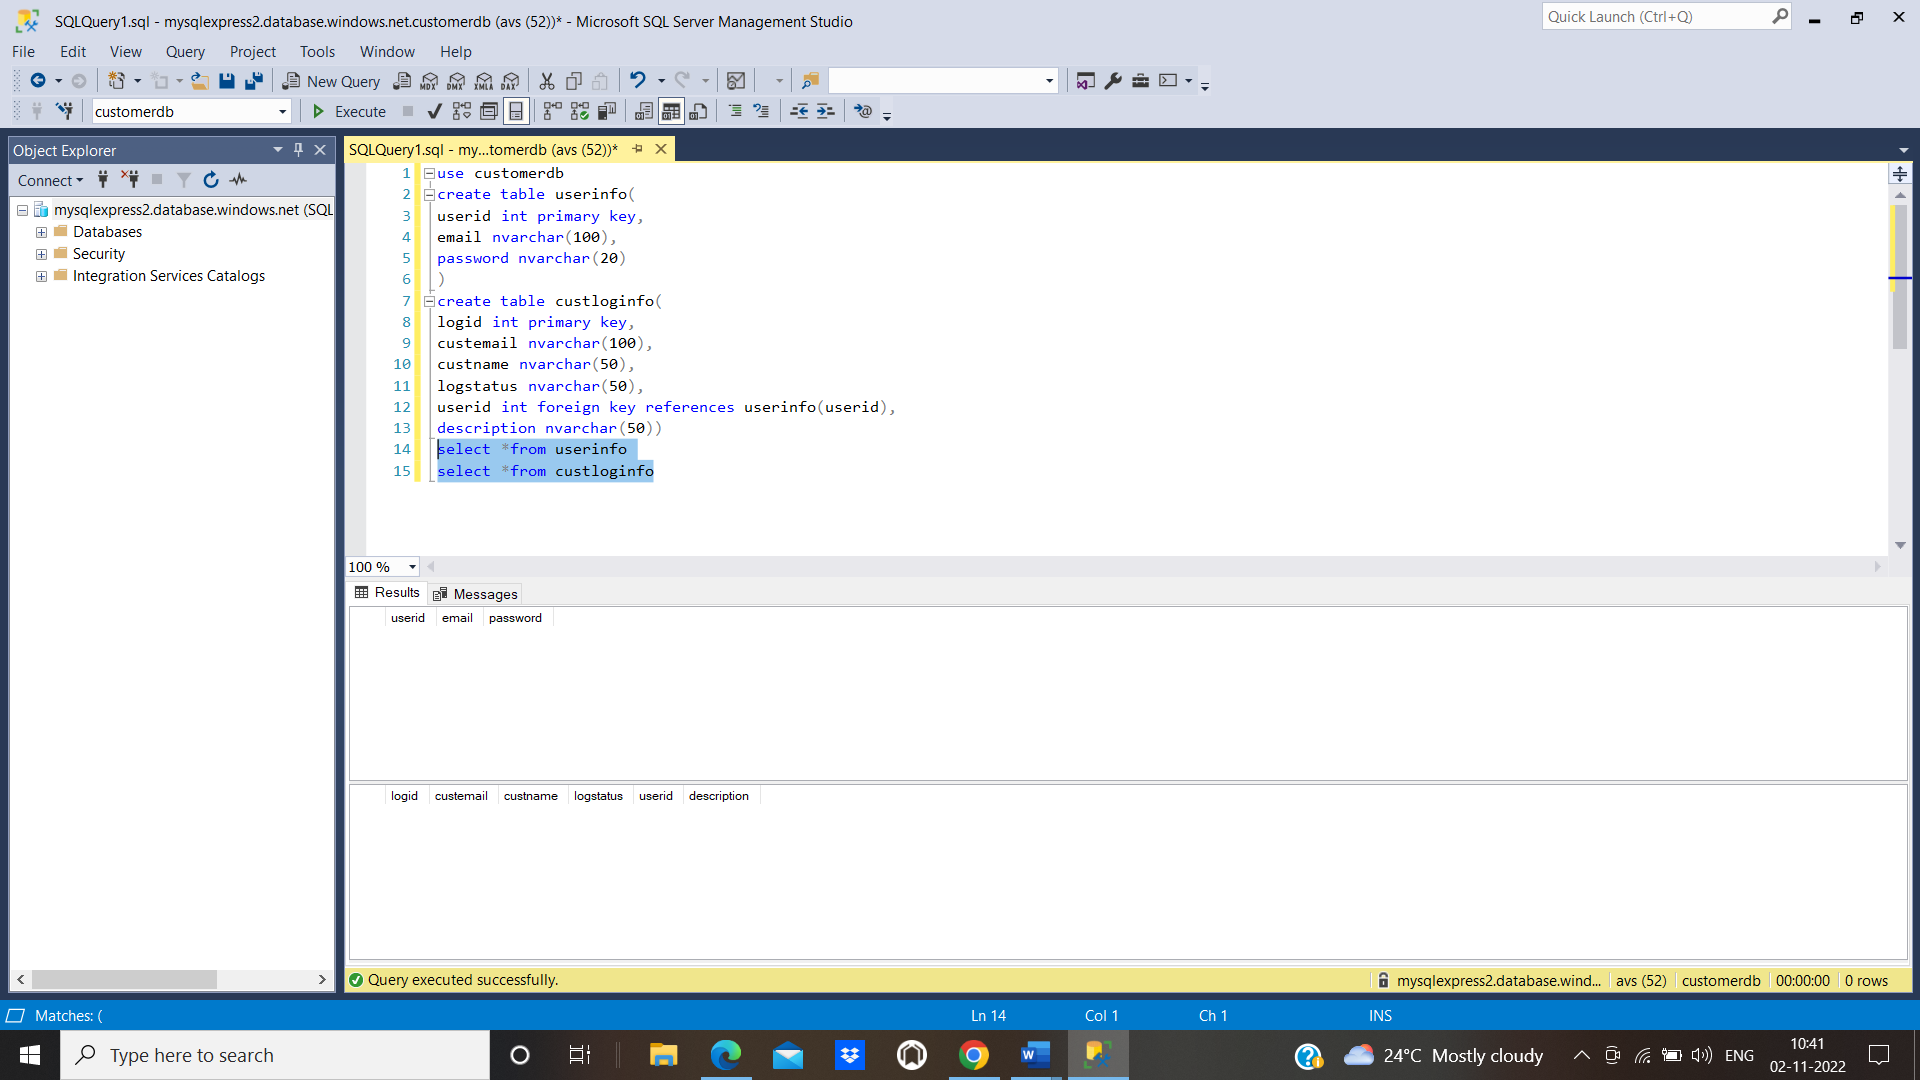 SQLQuery1.sql - mysqlexpress2.database.windows.net.customerdb (avs (52))* - Microsoft SQL Server Management Studio
Quick Launch (Ctrl+Q)
File Edit View Query Project Tools Window Help
New Query MDX DMX XMLA DAX
customerdb Execute
Object Explorer
Connect
mysqlexpress2.database.windows.net (SQL
Databases
Security
Integration Services Catalogs
SQLQuery1.sql - my...tomerdb (avs (52))*
1 use customerdb
2 create table userinfo(
3 userid int primary key,
4 email nvarchar(100),
5 password nvarchar(20)
6 )
7 create table custloginfo(
8 logid int primary key,
9 custemail nvarchar(100),
10 custname nvarchar(50),
11 logstatus nvarchar(50),
12 userid int foreign key references userinfo(userid),
13 description nvarchar(50))
14 select *from userinfo
15 select *from custloginfo
100 %
Results Messages
userid email password
logid custemail custname logstatus userid description
Query executed successfully.
mysqlexpress2.database.wind... avs (52) customerdb 00:00:00 0 rows
Matches: (
Ln 14 Col 1 Ch 1 INS
Type here to search
24°C Mostly cloudy
ENG
10:41
02-11-2022